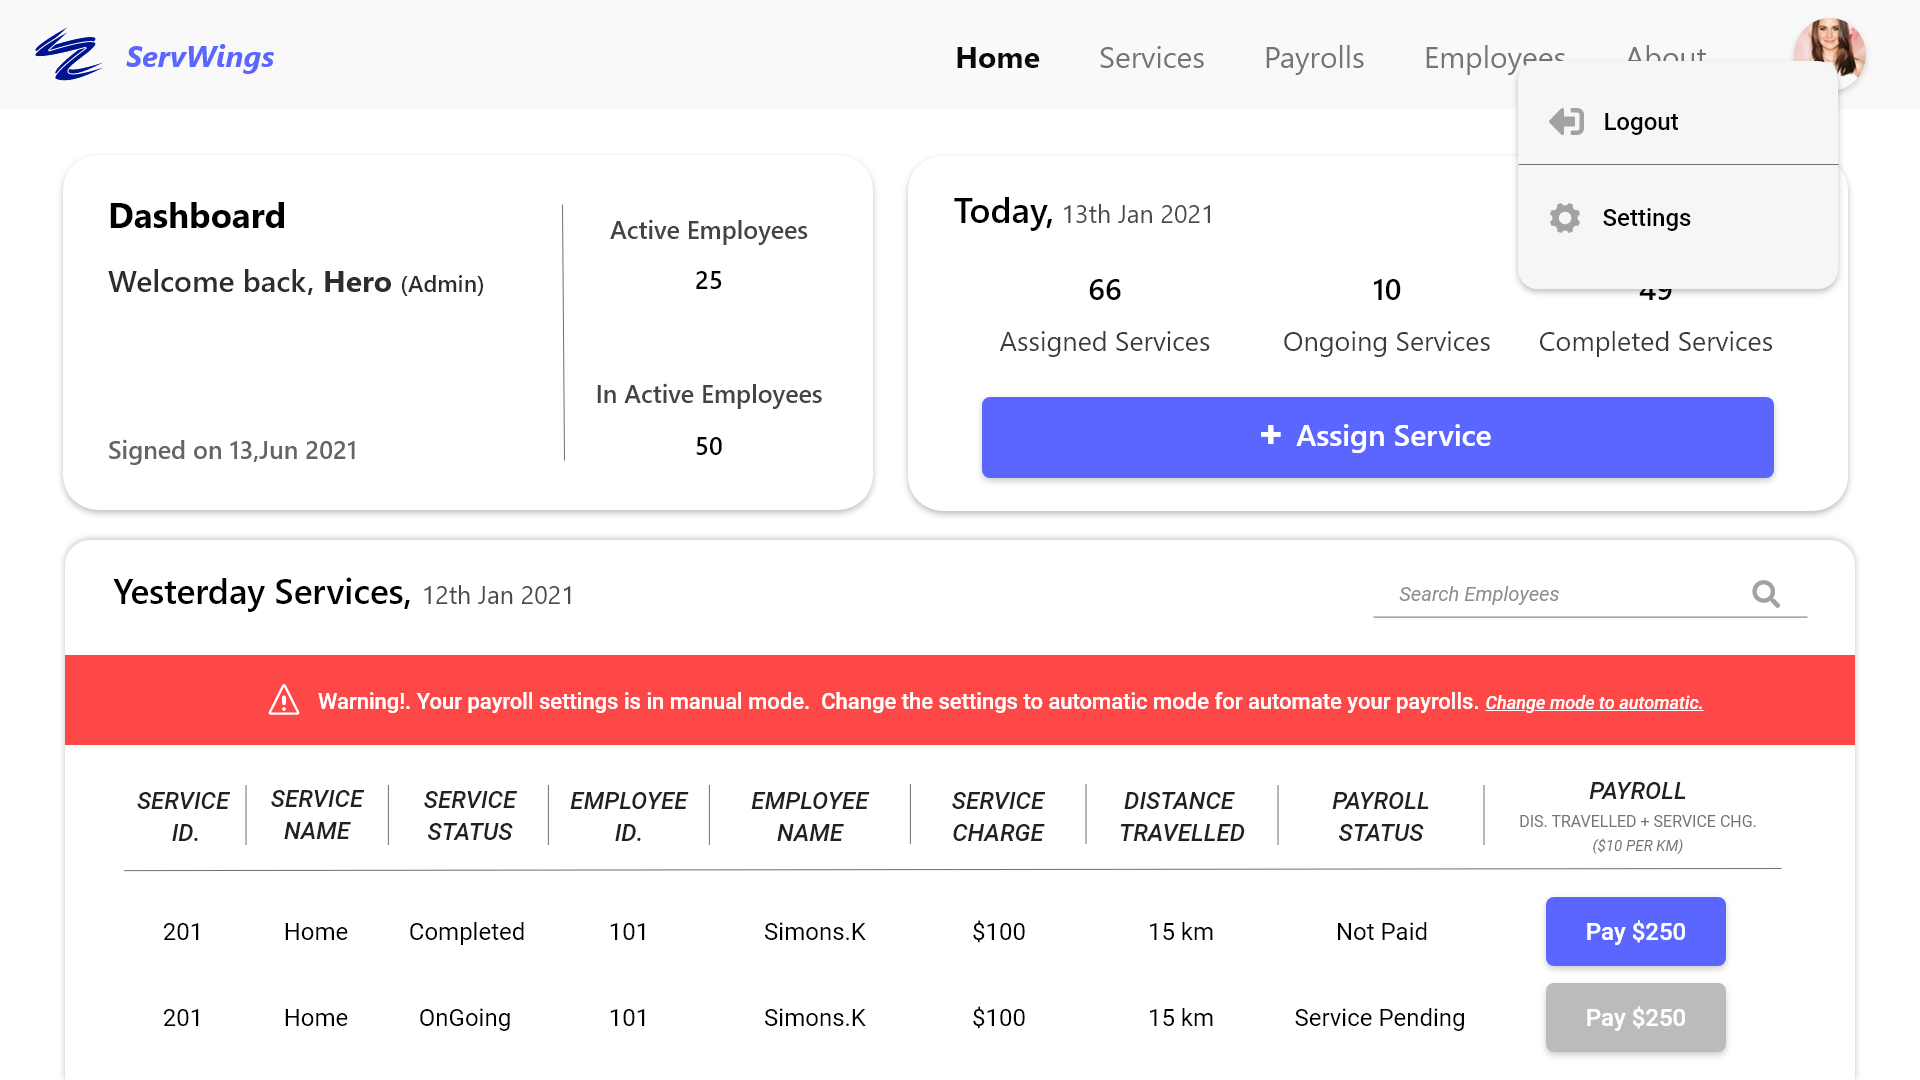 ServWings
Home Services Payrolls Employees About
Logout
Settings
Dashboard
Welcome back, Hero (Admin)
Signed on 13,Jun 2021
Active Employees
25
In Active Employees
50
Today, 13th Jan 2021
66 10 49
Assigned Services Ongoing Services Completed Services
+ Assign Service
Yesterday Services, 12th Jan 2021
Search Employees
Warning!. Your payroll settings is in manual mode. Change the settings to automatic mode for automate your payrolls. Change mode to automatic.
SERVICE ID.
SERVICE NAME
SERVICE STATUS
EMPLOYEE ID.
EMPLOYEE NAME
SERVICE CHARGE
DISTANCE TRAVELLED
PAYROLL STATUS
PAYROLL
DIS. TRAVELLED + SERVICE CHG.
($10 PER KM)
201 Home Completed 101 Simons.K $100 15 km Not Paid Pay $250
201 Home OnGoing 101 Simons.K $100 15 km Service Pending Pay $250